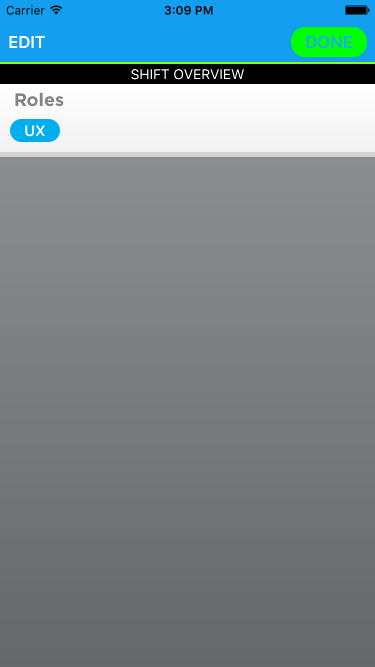 Carrier 3:09 PM
EDIT DONE
SHIFT OVERVIEW
Roles
UX